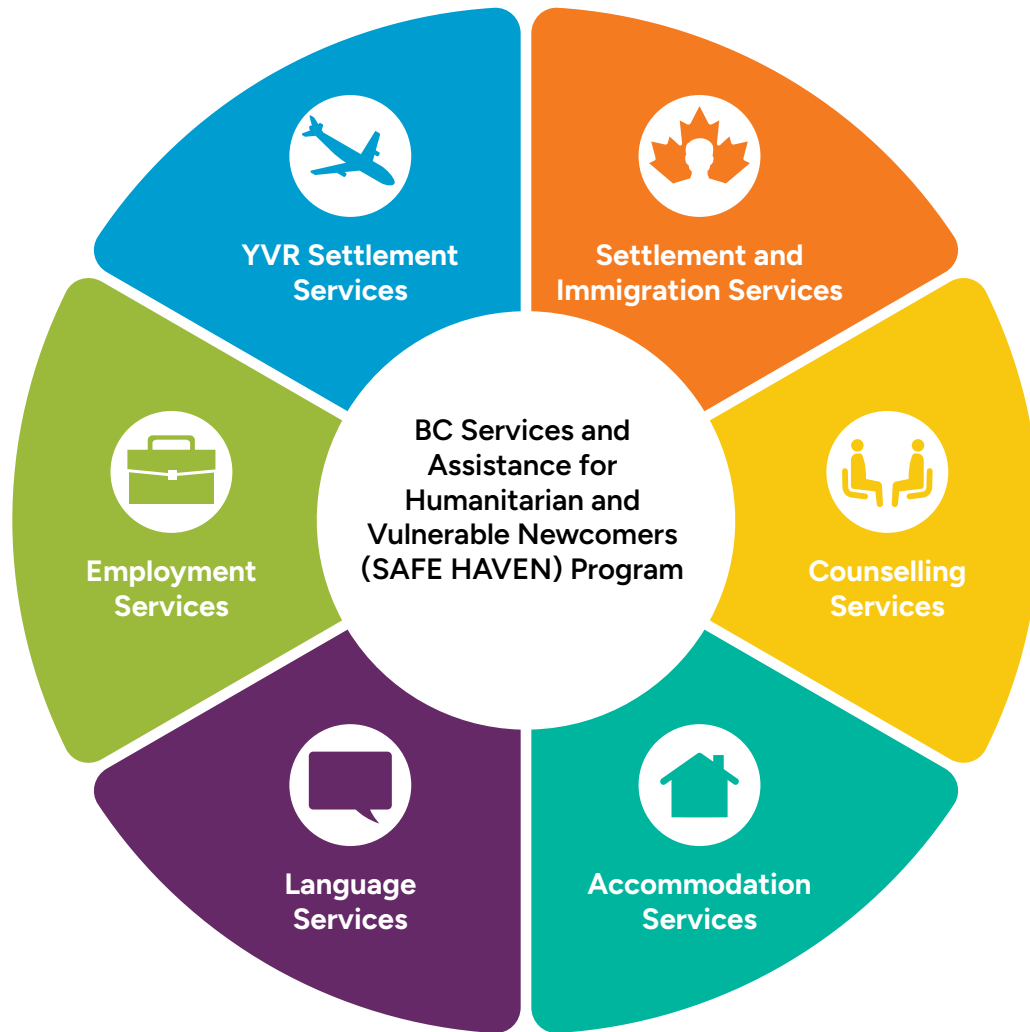 YVR Settlement
Services
Settlement and
Immigration Services
Employment
Services
BC Services and
Assistance for
Humanitarian and
Vulnerable Newcomers
(SAFE HAVEN) Program
Counselling
Services
Language
Services
Accommodation
Services